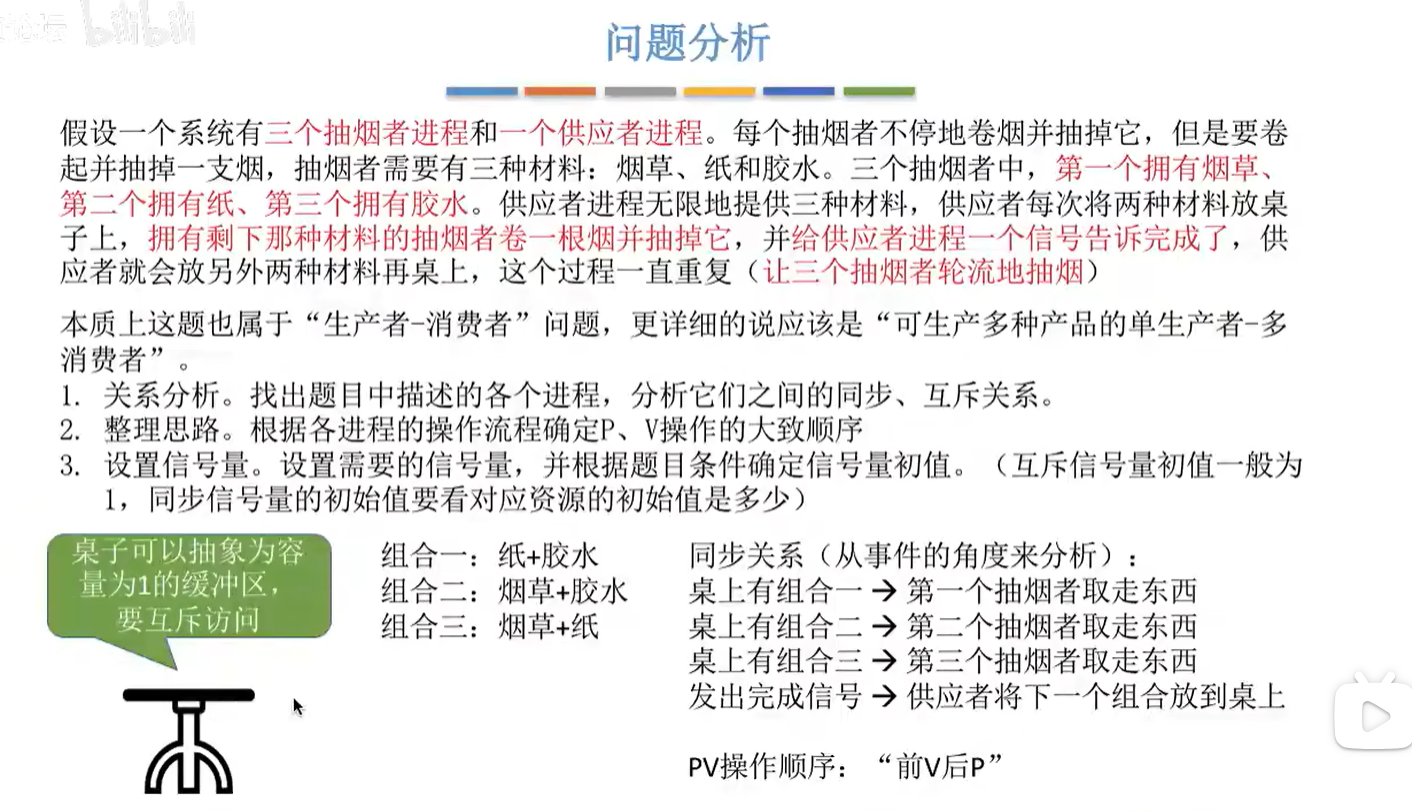 bilibili
问题分析
假设一个系统有三个抽烟者进程和一个供应者进程。每个抽烟者不停地卷烟并抽掉它，但是要卷
起并抽掉一支烟，抽烟者需要有三种材料：烟草、纸和胶水。三个抽烟者中，第一个拥有烟草、
第二个拥有纸、第三个拥有胶水。供应者进程无限地提供三种材料，供应者每次将两种材料放桌
子上，拥有剩下那种材料的抽烟者卷一根烟并抽掉它，并给供应者进程一个信号告诉完成了，供
应者就会放另外两种材料再桌上，这个过程一直重复（让三个抽烟者轮流地抽烟）
本质上这题也属于“生产者-消费者”问题，更详细的说应该是“可生产多种产品的单生产者-多
消费者”。
1. 关系分析。找出题目中描述的各个进程，分析它们之间的同步、互斥关系。
2. 整理思路。根据各进程的操作流程确定P、V操作的大致顺序
3. 设置信号量。设置需要的信号量，并根据题目条件确定信号量初值。（互斥信号量初值一般为
1，同步信号量的初始值要看对应资源的初始值是多少）
桌子可以抽象为容
量为1的缓冲区，
要互斥访问
组合一：纸+胶水
组合二：烟草+胶水
组合三：烟草+纸
同步关系（从事件的角度来分析）：
桌上有组合一 → 第一个抽烟者取走东西
桌上有组合二 → 第二个抽烟者取走东西
桌上有组合三 → 第三个抽烟者取走东西
发出完成信号 → 供应者将下一个组合放到桌上
PV操作顺序：“前V后P”